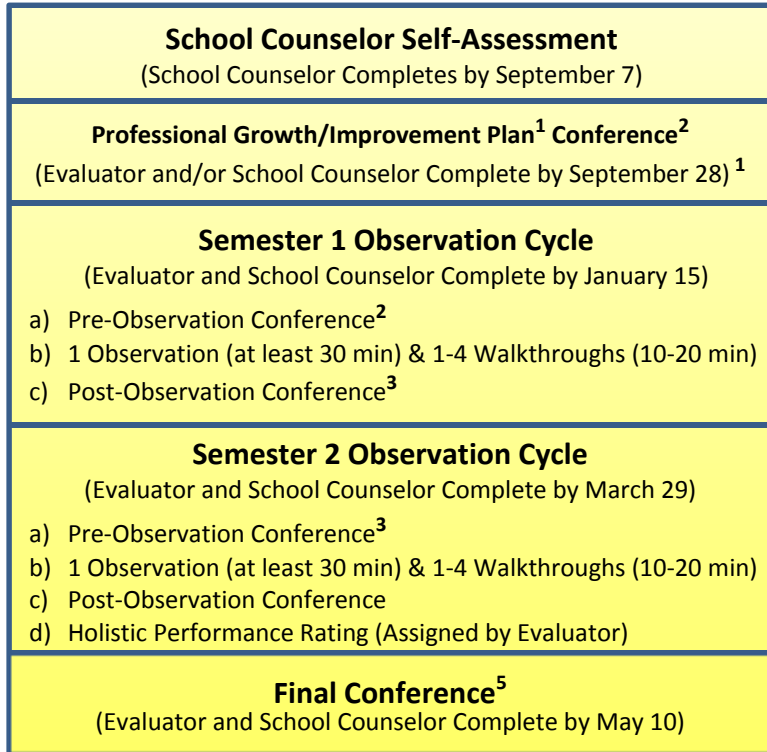 School Counselor Self-Assessment
(School Counselor Completes by September 7)
Professional Growth/Improvement Plan¹ Conference²
(Evaluator and/or School Counselor Complete by September 28) ¹
Semester 1 Observation Cycle
(Evaluator and School Counselor Complete by January 15)
a) Pre-Observation Conference²
b) 1 Observation (at least 30 min) & 1-4 Walkthroughs (10-20 min)
c) Post-Observation Conference³
Semester 2 Observation Cycle
(Evaluator and School Counselor Complete by March 29)
a) Pre-Observation Conference³
b) 1 Observation (at least 30 min) & 1-4 Walkthroughs (10-20 min)
c) Post-Observation Conference
d) Holistic Performance Rating (Assigned by Evaluator)
Final Conference⁵
(Evaluator and School Counselor Complete by May 10)